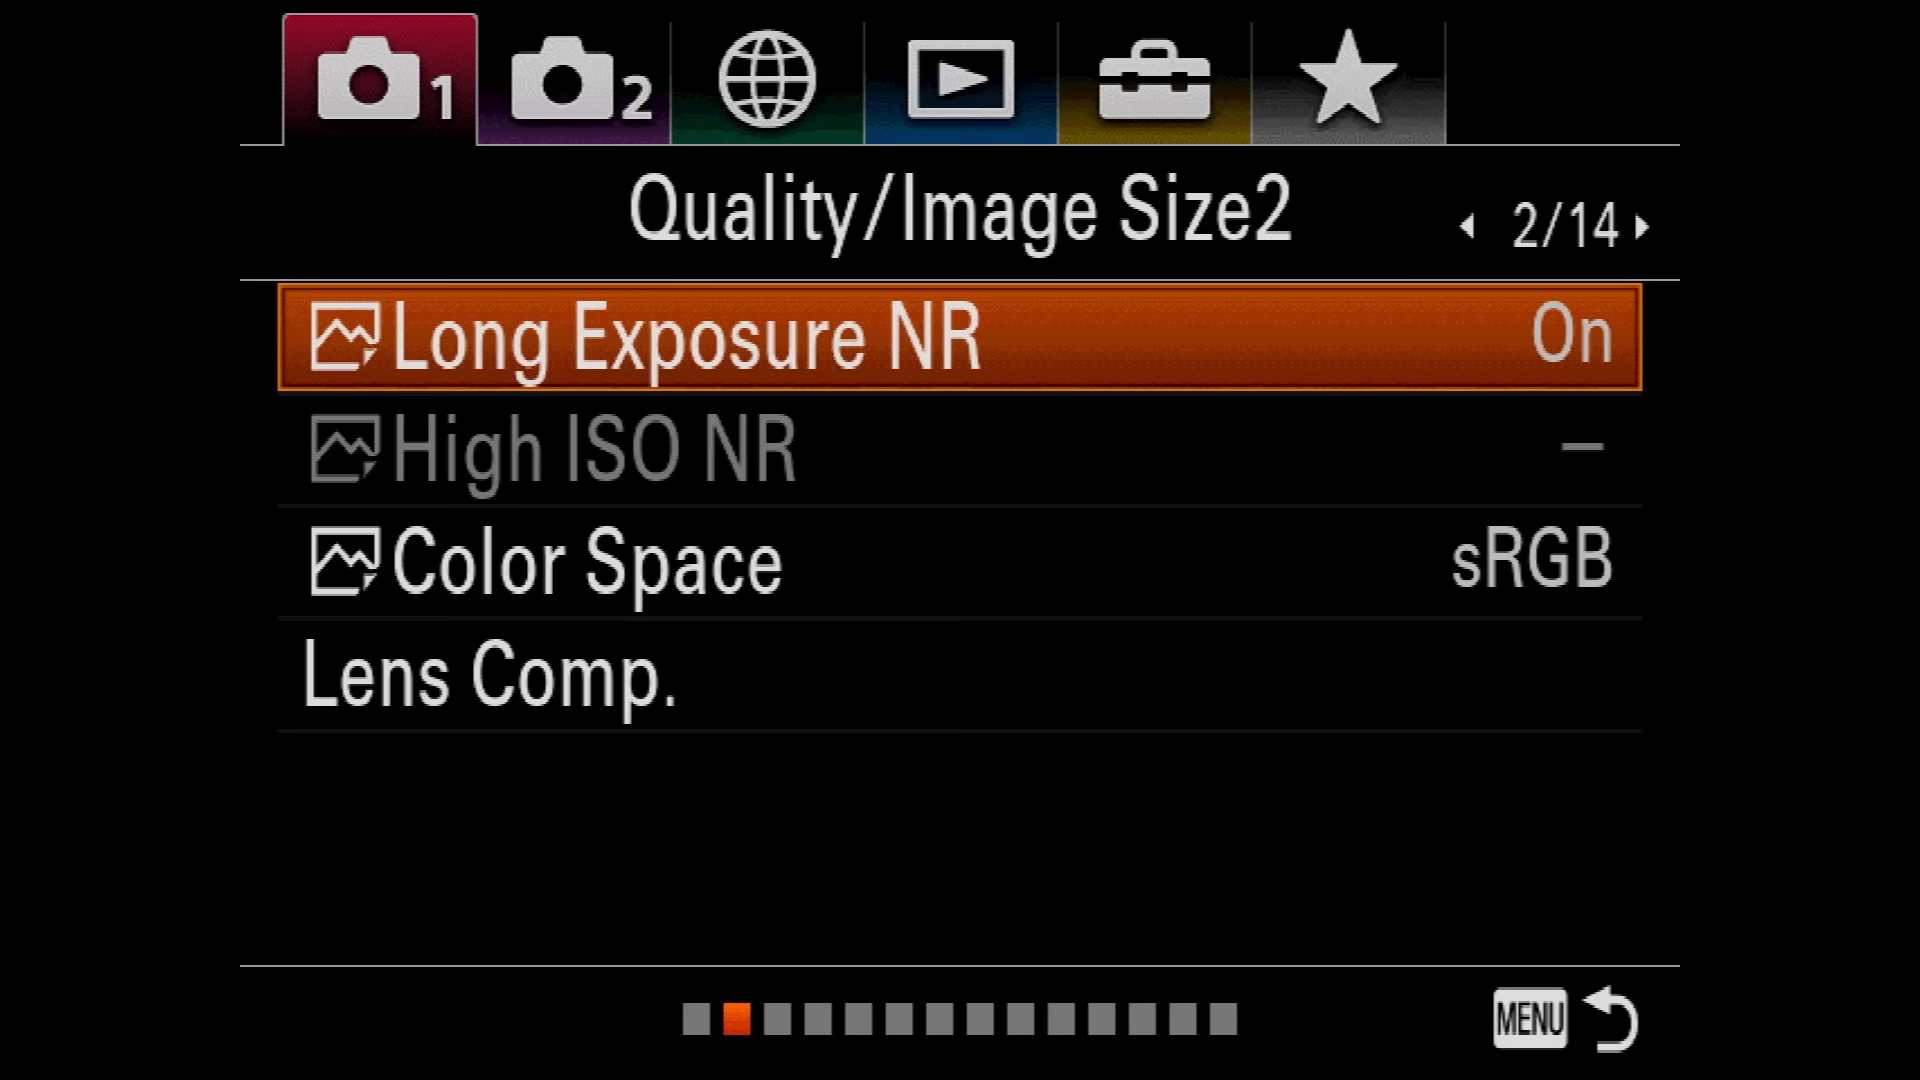 1
2
Quality/Image Size2
2/14
Long Exposure NR On
High ISO NR –
Color Space sRGB
Lens Comp.
MENU